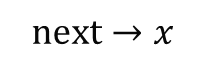 next → x